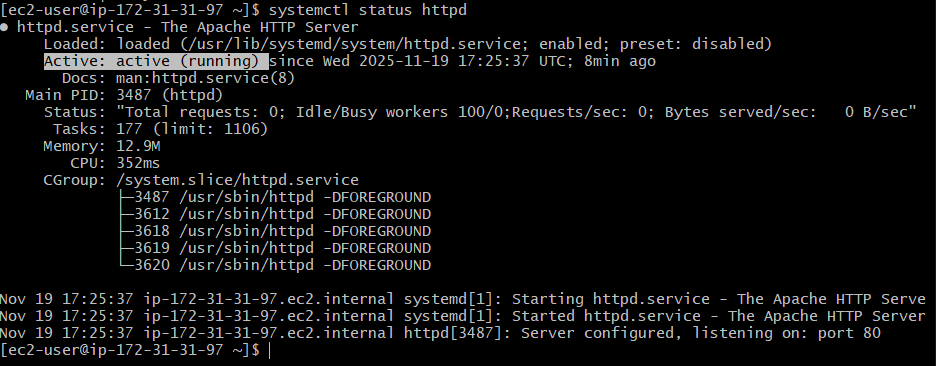 [ec2-user@ip-172-31-31-97 ~]$ systemctl status httpd
● httpd.service - The Apache HTTP Server
     Loaded: loaded (/usr/lib/systemd/system/httpd.service; enabled; preset: disabled)
     Active: active (running) since Wed 2025-11-19 17:25:37 UTC; 8min ago
       Docs: man:httpd.service(8)
   Main PID: 3487 (httpd)
     Status: "Total requests: 0; Idle/Busy workers 100/0;Requests/sec: 0; Bytes served/sec:   0 B/sec"
      Tasks: 177 (limit: 1106)
     Memory: 12.9M
        CPU: 352ms
     CGroup: /system.slice/httpd.service
             ├─3487 /usr/sbin/httpd -DFOREGROUND
             ├─3612 /usr/sbin/httpd -DFOREGROUND
             ├─3618 /usr/sbin/httpd -DFOREGROUND
             ├─3619 /usr/sbin/httpd -DFOREGROUND
             └─3620 /usr/sbin/httpd -DFOREGROUND
Nov 19 17:25:37 ip-172-31-31-97.ec2.internal systemd[1]: Starting httpd.service - The Apache HTTP Serve
Nov 19 17:25:37 ip-172-31-31-97.ec2.internal systemd[1]: Started httpd.service - The Apache HTTP Server
Nov 19 17:25:37 ip-172-31-31-97.ec2.internal httpd[3487]: Server configured, listening on: port 80
[ec2-user@ip-172-31-31-97 ~]$